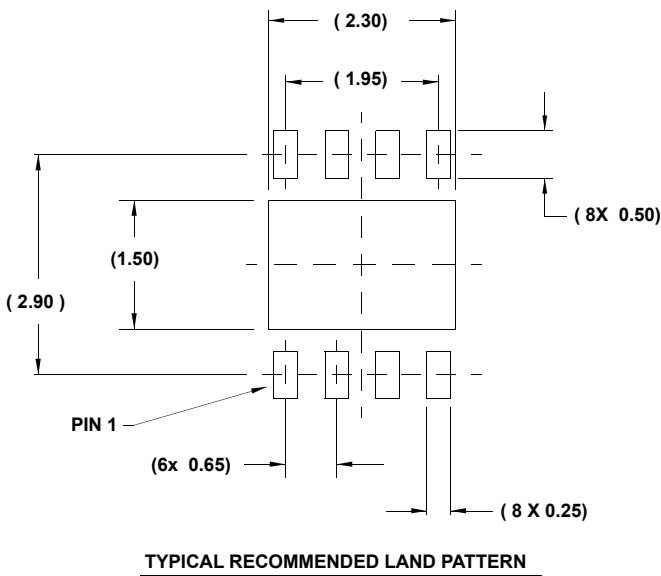 ( 2.30)
( 1.95)
( 8X 0.50)
(1.50)
( 2.90 )
PIN 1
(6x 0.65)
( 8 X 0.25)
TYPICAL RECOMMENDED LAND PATTERN